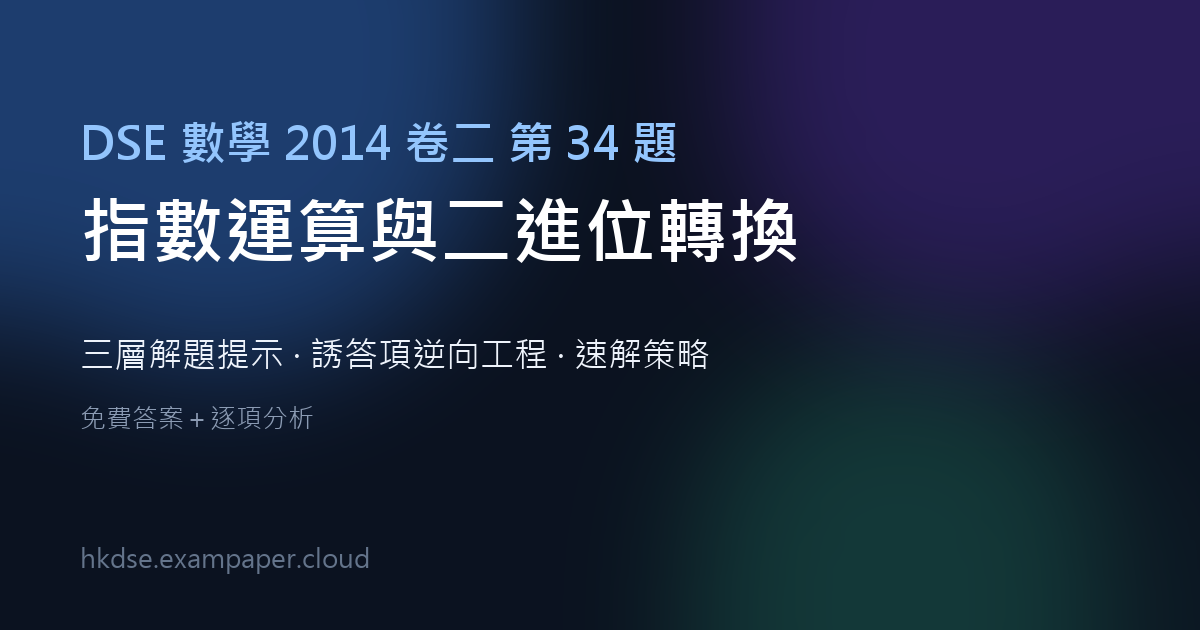 DSE 數學 2014 卷二 第 34 題
指數運算與二進位轉換
三層解題提示 · 誘答項逆向工程 · 速解策略
免費答案 + 逐項分析
hkdse.exampaper.cloud